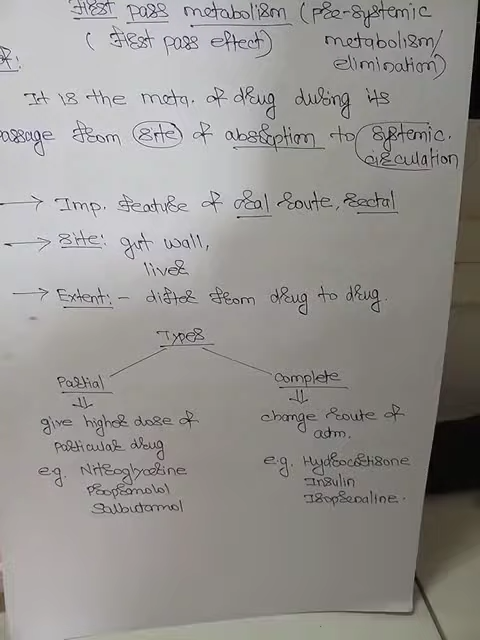 First pass metabolism (pre-systemic
( First pass effect) metabolism/
elimination)
It is the meta. of drug during its
passage from site of absorption to systemic.
circulation
→ Imp. feature of oral route, rectal
→ site: gut wall,
liver
→ Extent:- differ from drug to drug.
Types
Partial
⇓
give higher dose of
particular drug
e.g. Nitroglycerine
Propranolol
Salbutamol
complete
⇓
change route of
adm.
e.g. Hydrocortisone
Insulin
Isoprenaline.